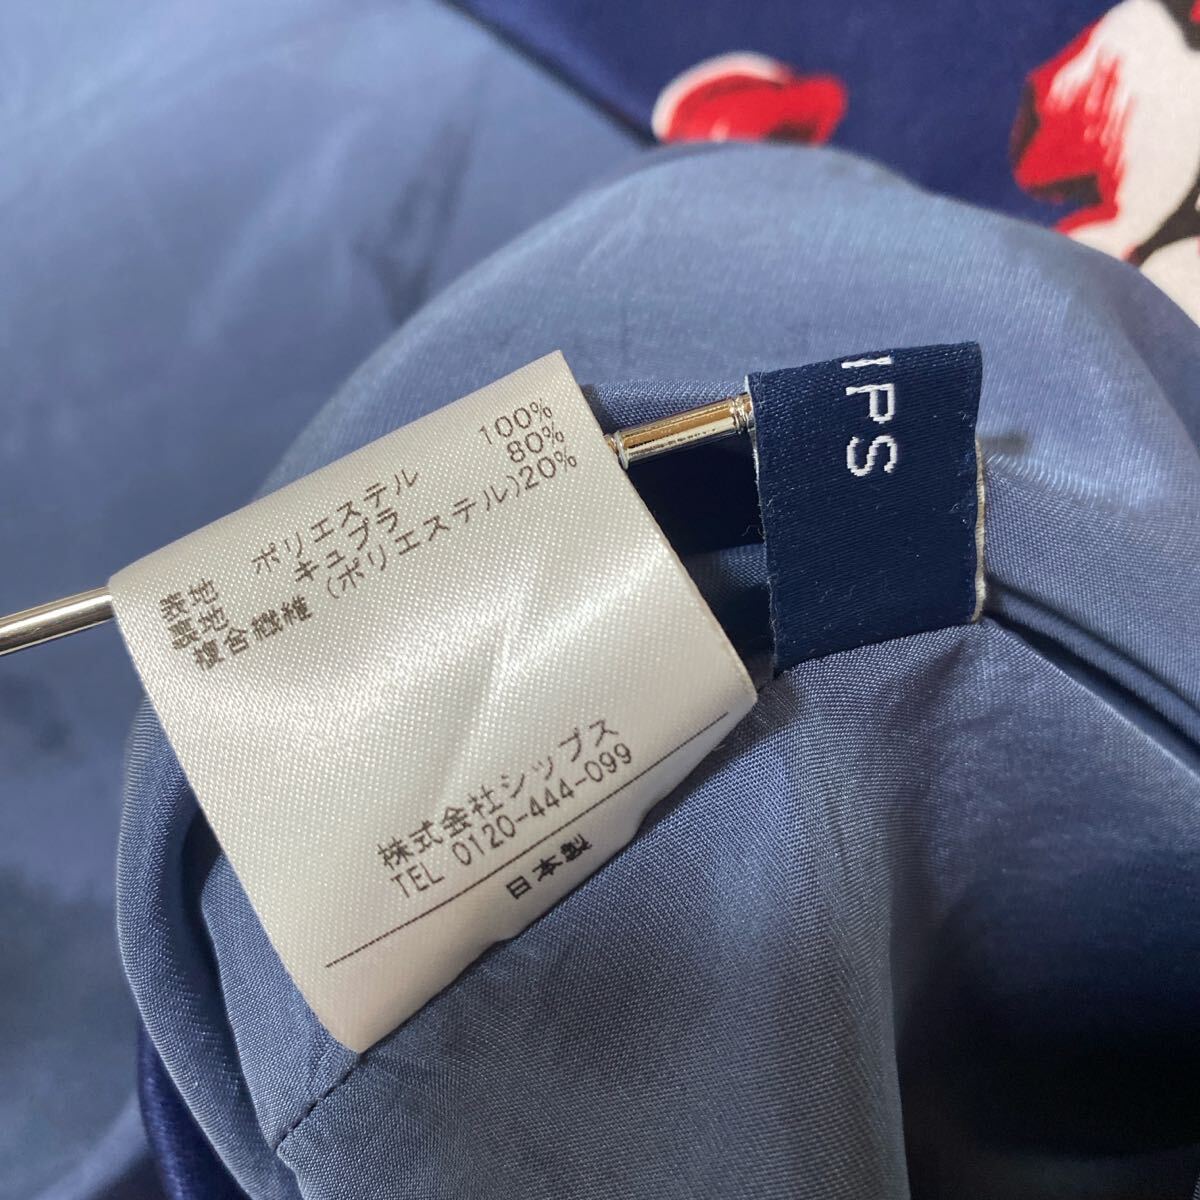 表地 ポリエステル 100%
裏地 キュプラ 80%
複合繊維 (ポリエステル)20%
株式会社シップス
TEL 0120-444-099
日本製
IPS